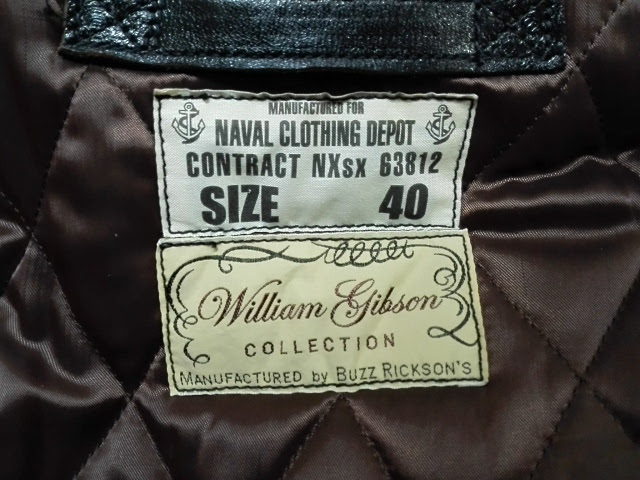 MANUFACTURED FOR
NAVAL CLOTHING DEPOT
CONTRACT NXsx 63812
SIZE 40
William Gibson
COLLECTION
MANUFACTURED by BUZZ RICKSON'S